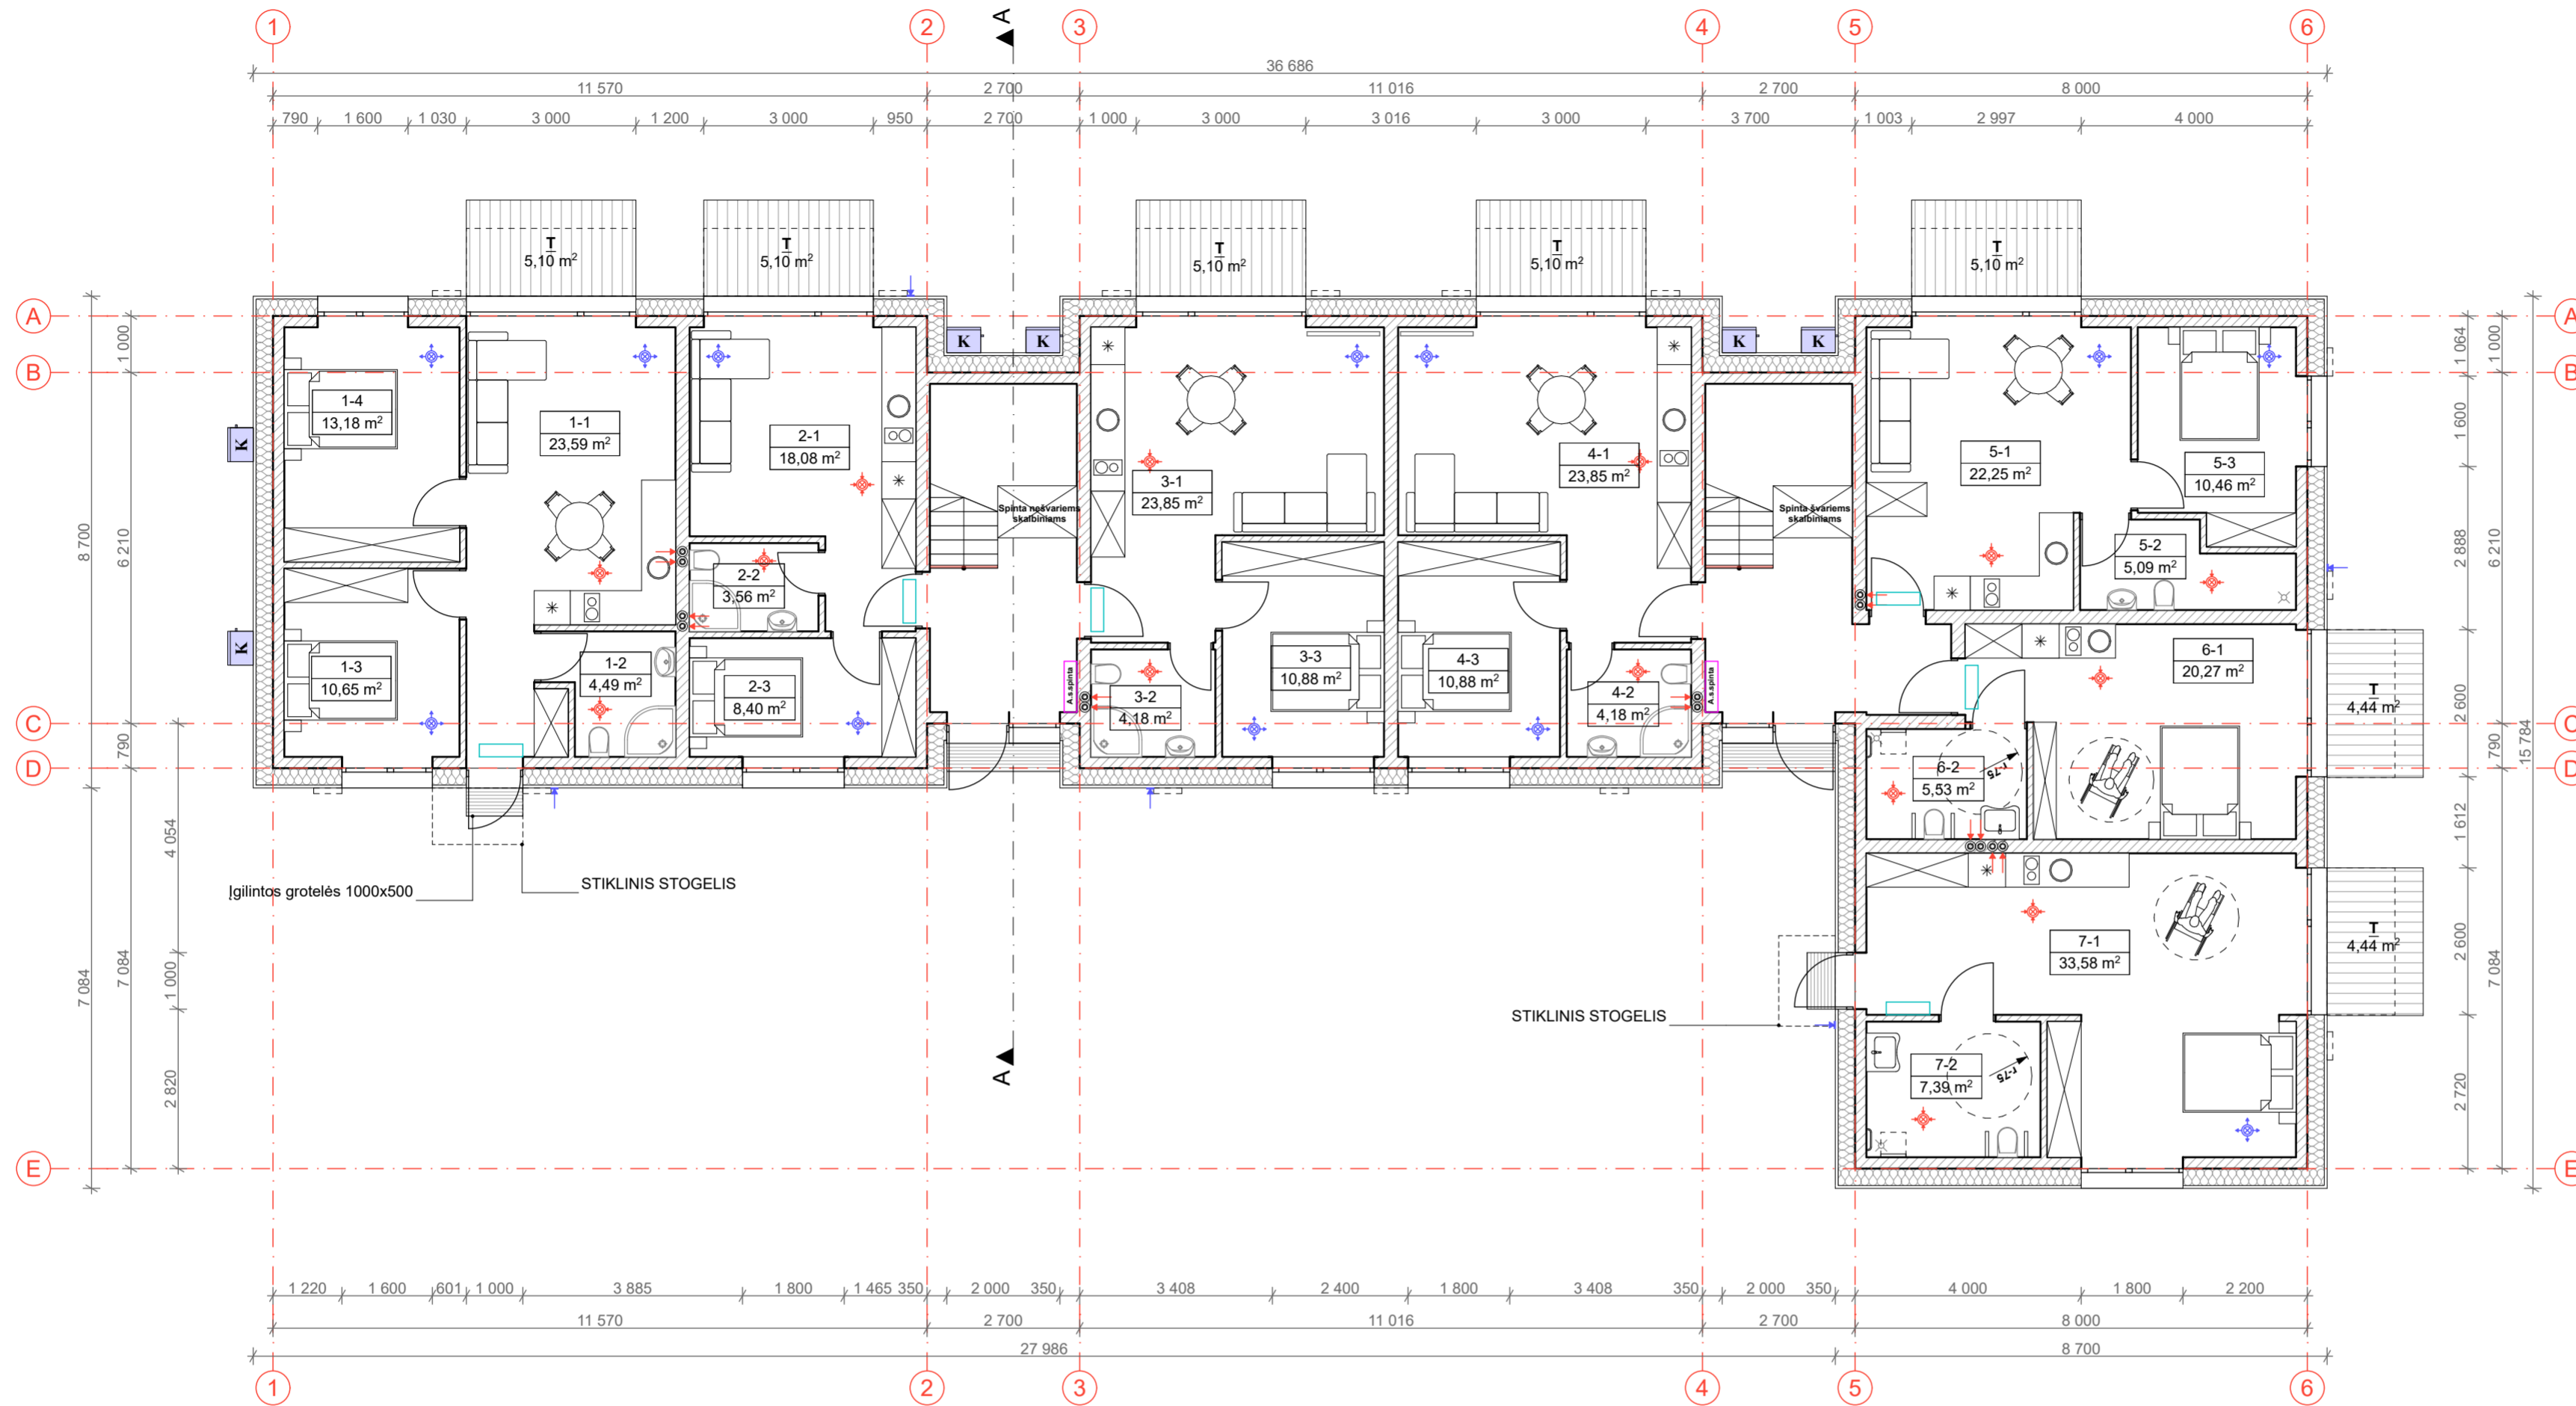 1 2 A 3 4 5 6
36 686
11 570 2 700 11 016 2 700 8 000
790 1 600 1 030 3 000 1 200 3 000 950 2 700 1 000 3 000 3 016 3 000 3 700 1 003 2 997 4 000
T T T T T
5,10 m² 5,10 m² 5,10 m² 5,10 m² 5,10 m²
A A
B B
C C
D D
E E
8 700
7 084
1 000
6 210
790
7 084
4 054
1 000
2 820
1 064
1 600
2 888
2 600
1 612
2 600
2 720
1 000
6 210
790
7 084
15 784
K K K K
K
K
1-4
13,18 m²
1-1
23,59 m²
1-3
10,65 m²
1-2
4,49 m²
2-1
18,08 m²
2-2
3,56 m²
2-3
8,40 m²
Spinta nešvariems
skalbiniams
A.s.spinta
3-1
23,85 m²
3-2
4,18 m²
3-3
10,88 m²
4-1
23,85 m²
4-3
10,88 m²
4-2
4,18 m²
A.s.spinta
Spinta švariems
skalbiniams
5-1
22,25 m²
5-3
10,46 m²
5-2
5,09 m²
6-1
20,27 m²
6-2
5,53 m²
r-75
T
4,44 m²
7-1
33,58 m²
T
4,44 m²
7-2
7,39 m²
r-75
Įgilintos grotelės 1000x500
STIKLINIS STOGELIS
STIKLINIS STOGELIS
A
1 220 1 600 601 1 000 3 885 1 800 1 465 350 2 000 350 3 408 2 400 1 800 3 408 350 2 000 350 4 000 1 800 2 200
11 570 2 700 11 016 2 700 8 000
27 986 8 700
1 2 3 4 5 6